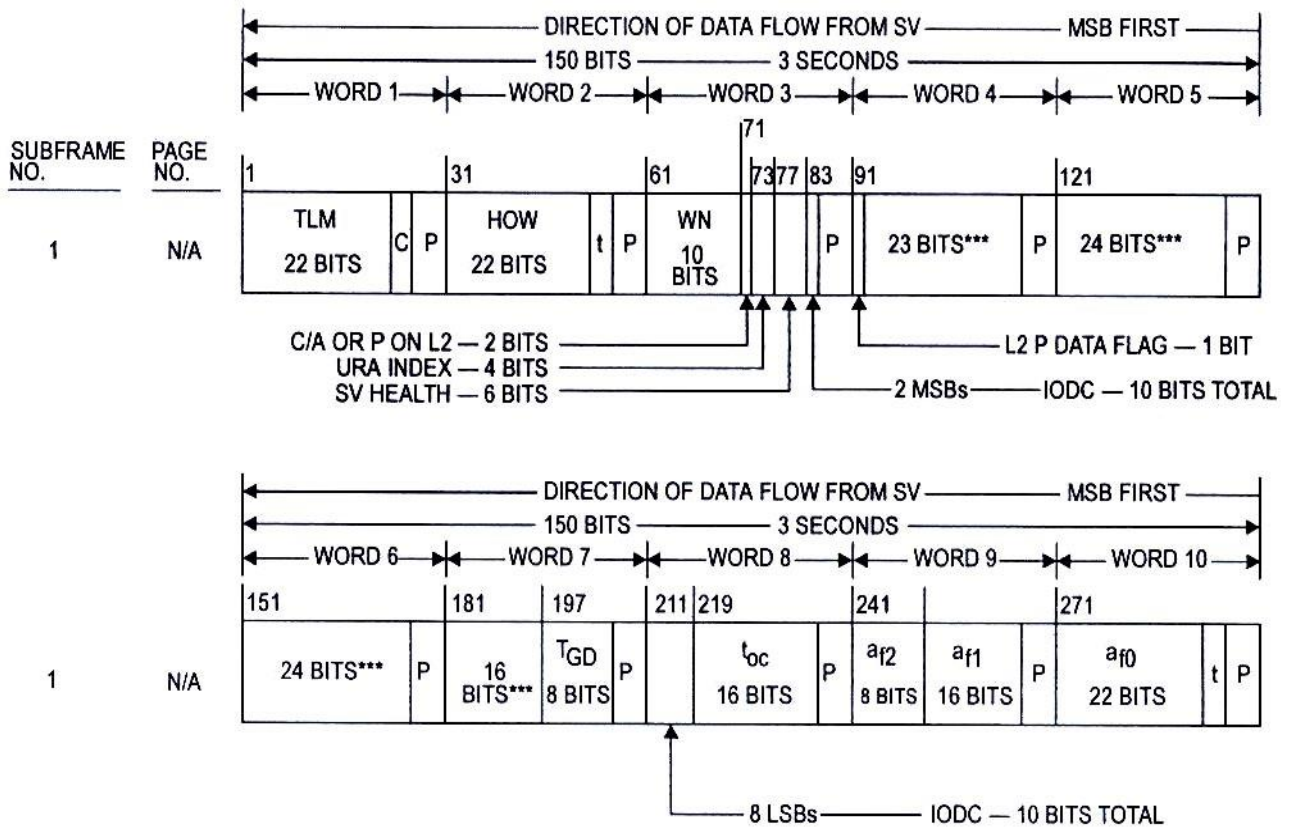 DIRECTION OF DATA FLOW FROM SV MSB FIRST
150 BITS 3 SECONDS
WORD 1 WORD 2 WORD 3 WORD 4 WORD 5
SUBFRAME NO. PAGE NO.
1 31 61 71 73 77 83 91 121
1 N/A
TLM 22 BITS C P HOW 22 BITS t P WN 10 BITS P 23 BITS*** P 24 BITS*** P
C/A OR P ON L2 — 2 BITS
URA INDEX — 4 BITS
SV HEALTH — 6 BITS
L2 P DATA FLAG — 1 BIT
2 MSBs IODC — 10 BITS TOTAL
DIRECTION OF DATA FLOW FROM SV MSB FIRST
150 BITS 3 SECONDS
WORD 6 WORD 7 WORD 8 WORD 9 WORD 10
151 181 197 211 219 241 271
1 N/A
24 BITS*** P 16 BITS*** TGD 8 BITS P toc 16 BITS P af2 8 BITS af1 16 BITS P af0 22 BITS t P
8 LSBs IODC — 10 BITS TOTAL